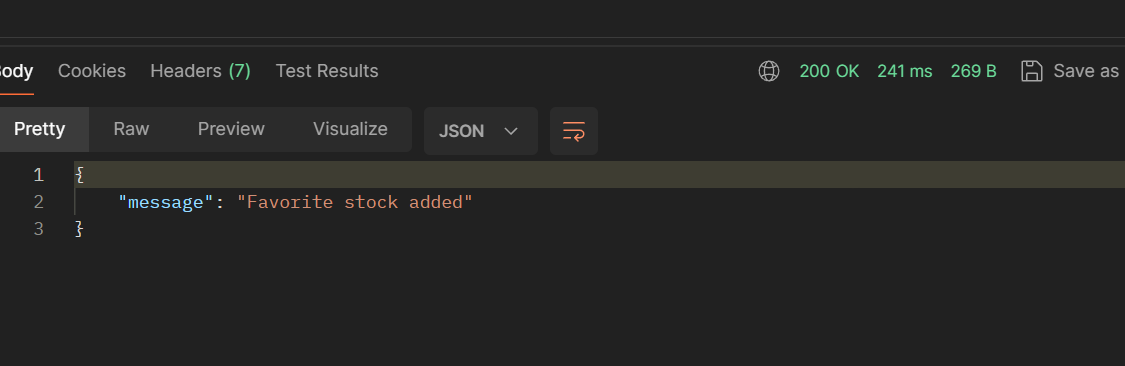 ody Cookies Headers (7) Test Results 200 OK 241 ms 269 B Save as
Pretty Raw Preview Visualize JSON
1 {
2 "message": "Favorite stock added"
3 }